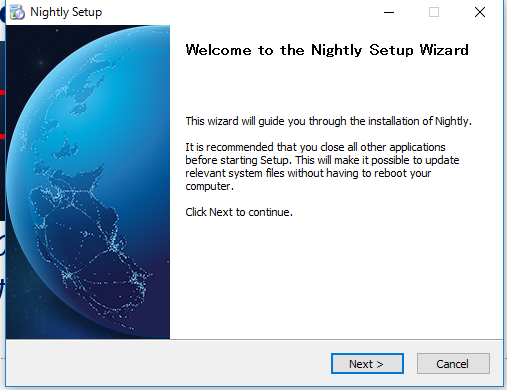 Nightly Setup
Welcome to the Nightly Setup Wizard
This wizard will guide you through the installation of Nightly.
It is recommended that you close all other applications
before starting Setup. This will make it possible to update
relevant system files without having to reboot your
computer.
Click Next to continue.
Next >
Cancel